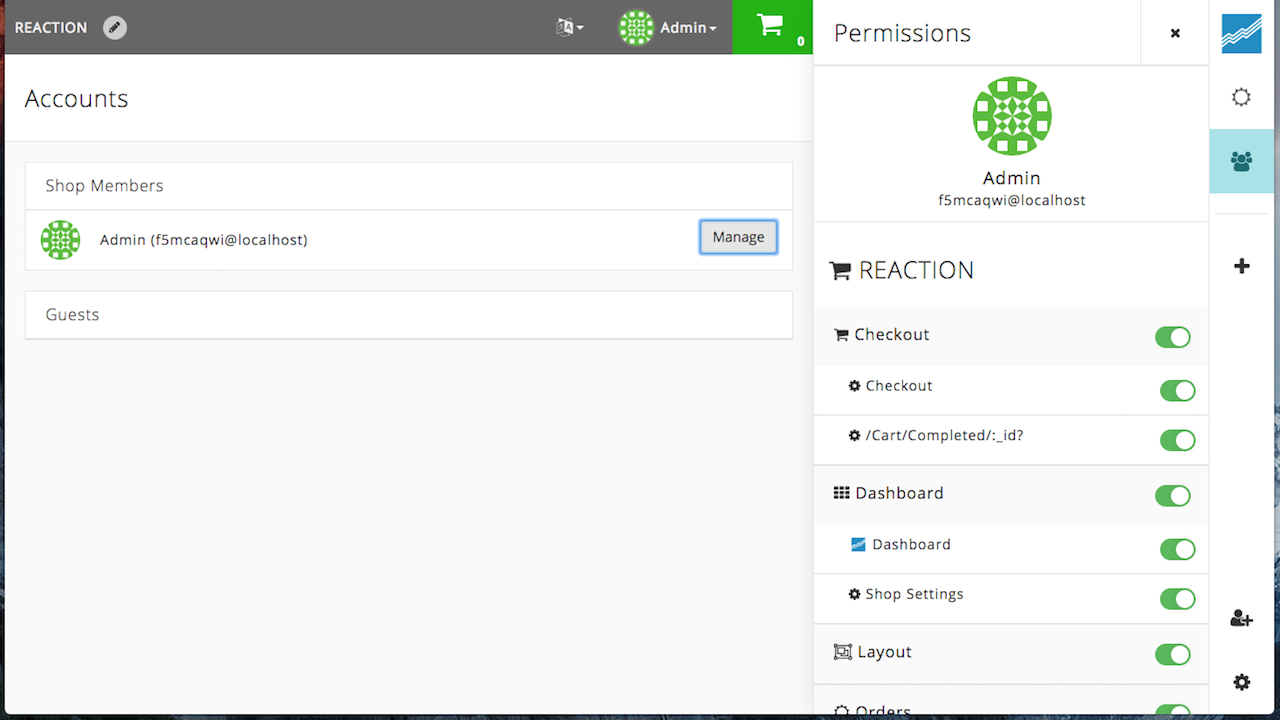 REACTION
Admin
0
Accounts
Shop Members
Admin (f5mcaqwi@localhost)
Manage
Guests
Permissions
Admin
f5mcaqwi@localhost
REACTION
Checkout
Checkout
/Cart/Completed/:_id?
Dashboard
Dashboard
Shop Settings
Layout
Orders